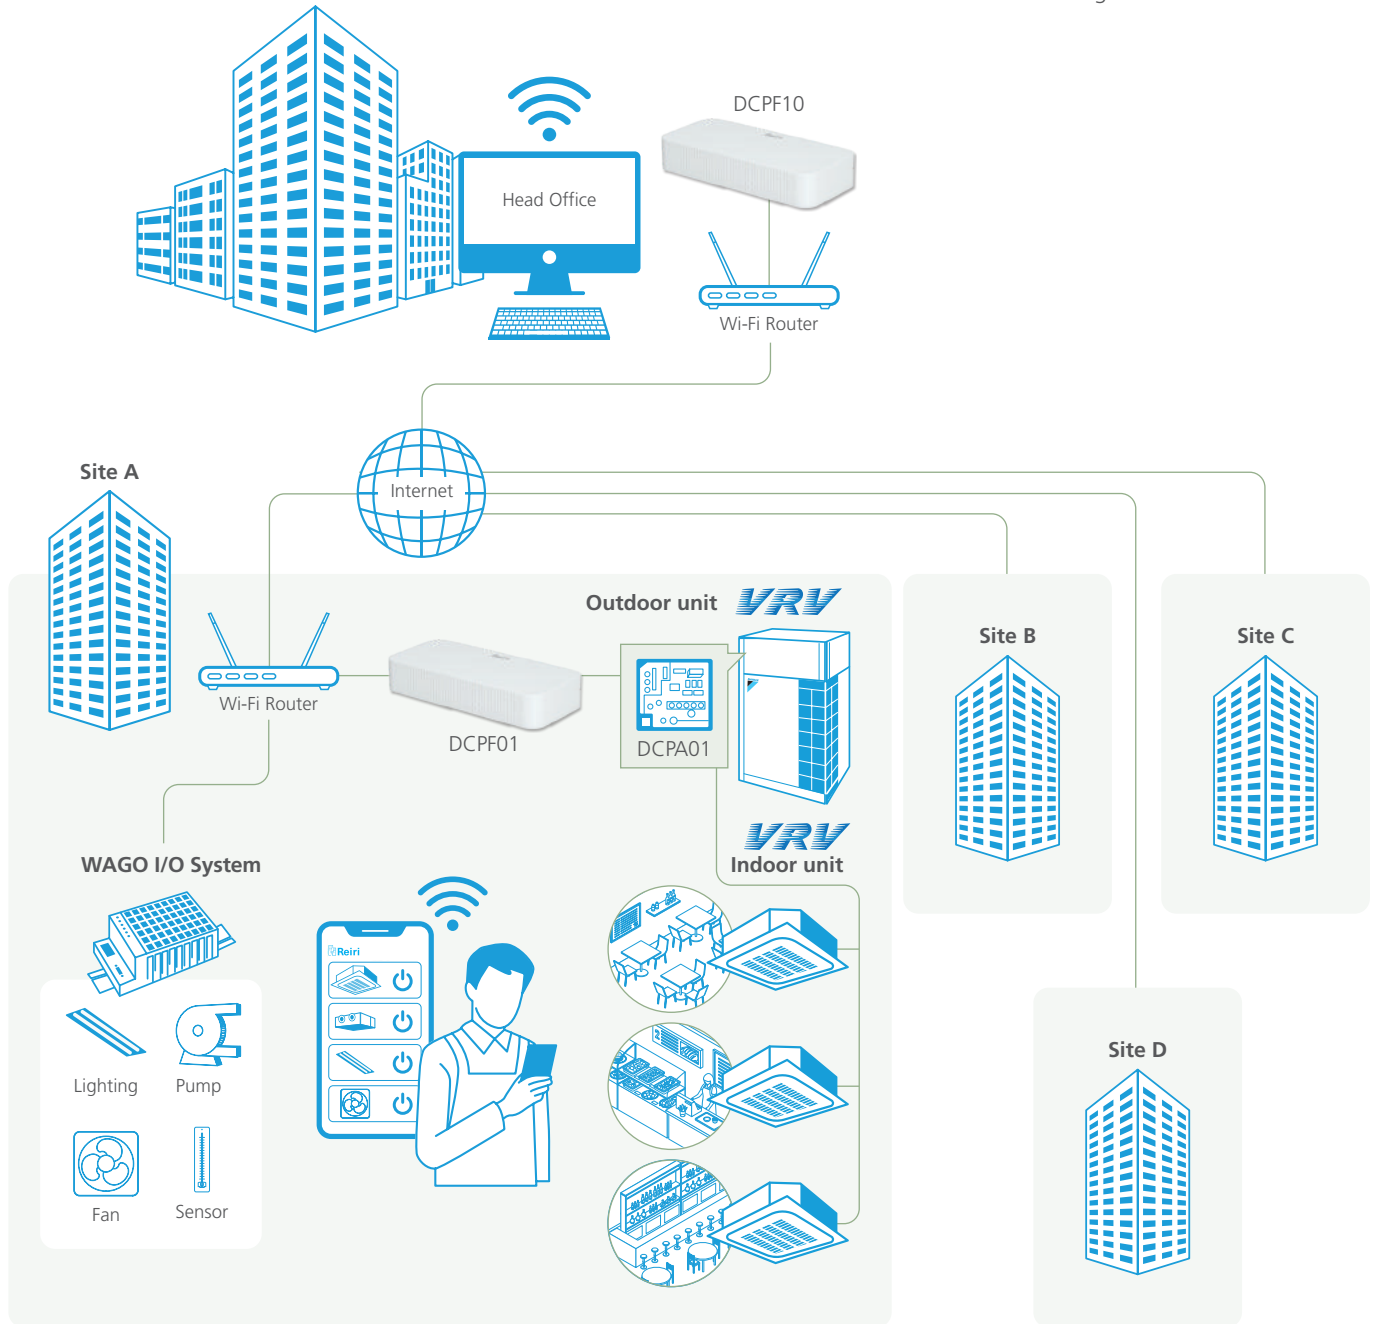 DCPF10
Head Office
Wi-Fi Router
Internet
Site A
Outdoor unit VRV
Site B
Site C
Wi-Fi Router
DCPF01
DCPA01
VRV
Indoor unit
WAGO I/O System
Reiri
Lighting
Pump
Fan
Sensor
Site D